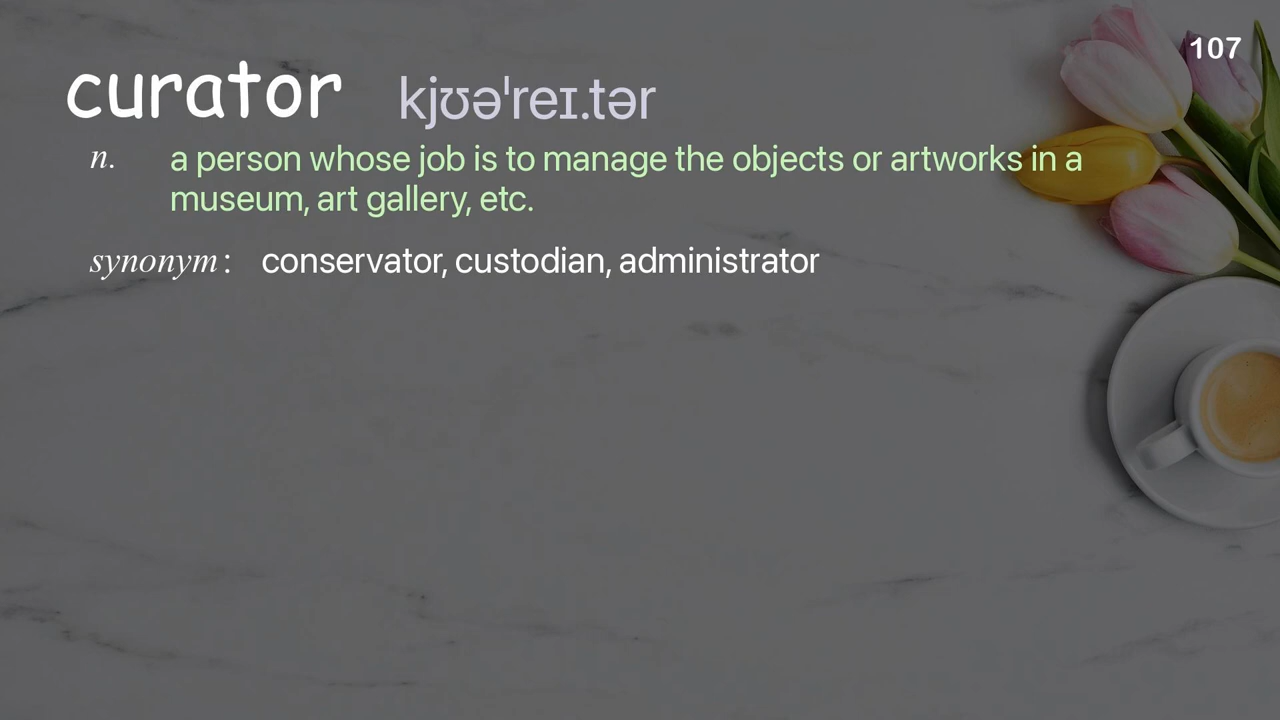 107
curator kjʊəˈreɪ.tər
n. a person whose job is to manage the objects or artworks in a
museum, art gallery, etc.
synonym: conservator, custodian, administrator